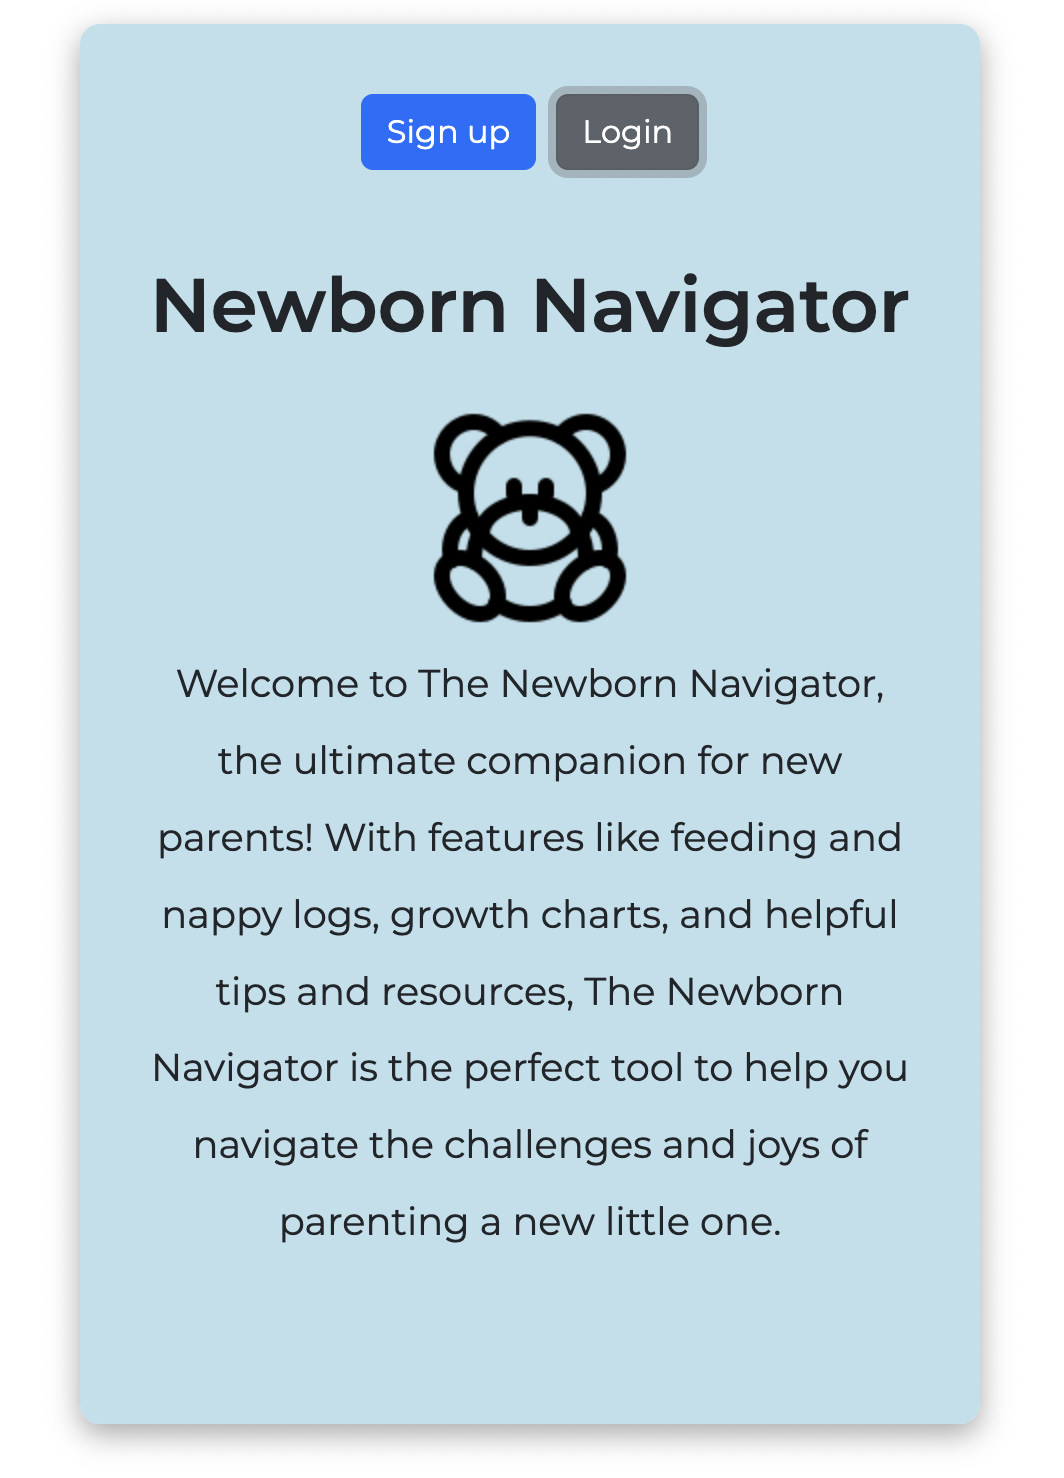 Sign up Login
Newborn Navigator
Welcome to The Newborn Navigator,
the ultimate companion for new
parents! With features like feeding and
nappy logs, growth charts, and helpful
tips and resources, The Newborn
Navigator is the perfect tool to help you
navigate the challenges and joys of
parenting a new little one.